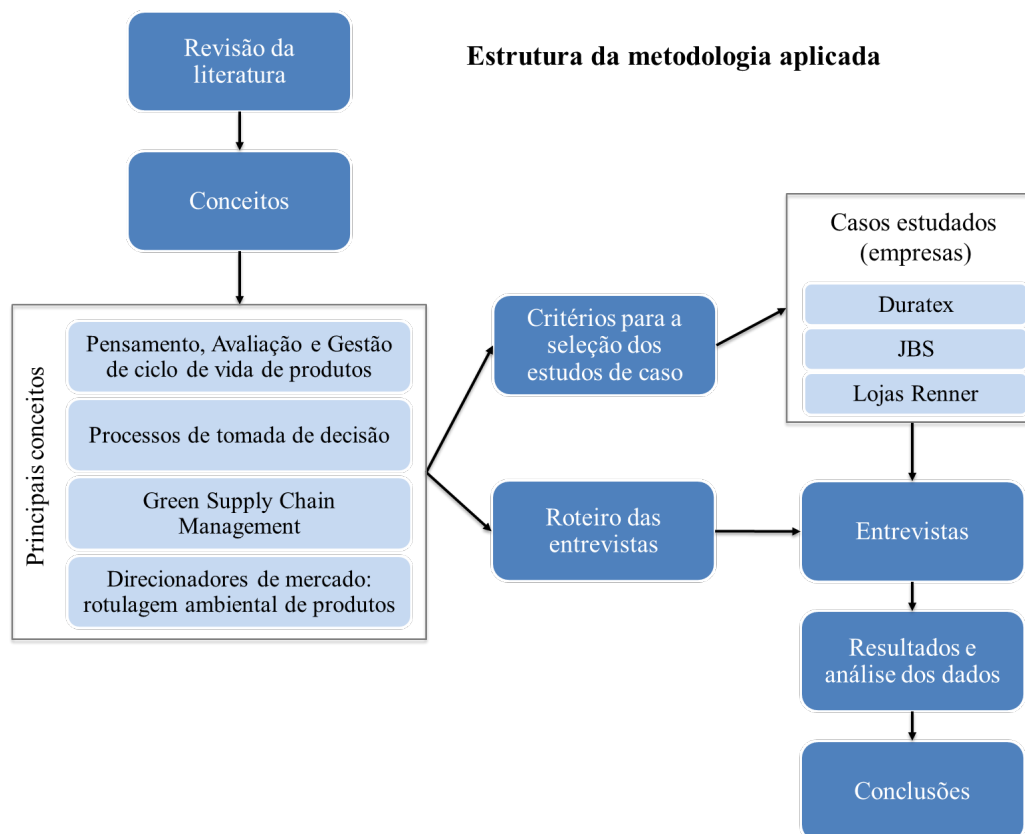 Revisão da
literatura
Estrutura da metodologia aplicada
Conceitos
Principais conceitos
Pensamento, Avaliação e Gestão
de ciclo de vida de produtos
Processos de tomada de decisão
Green Supply Chain
Management
Direcionadores de mercado:
rotulagem ambiental de produtos
Critérios para a
seleção dos
estudos de caso
Roteiro das
entrevistas
Casos estudados
(empresas)
Duratex
JBS
Lojas Renner
Entrevistas
Resultados e
análise dos dados
Conclusões